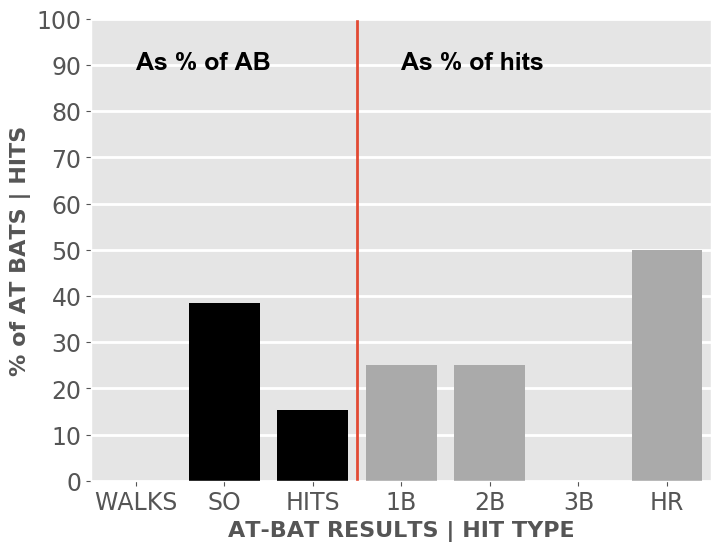 100
90
80
70
60
50
40
30
20
10
0
% of AT BATS | HITS
As % of AB
As % of hits
WALKS SO HITS 1B 2B 3B HR
AT-BAT RESULTS | HIT TYPE